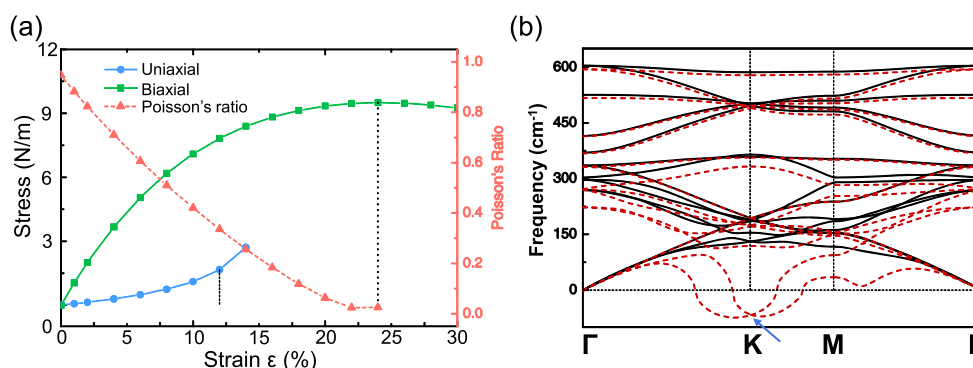 (a)
12
9
6
3
0
Stress (N/m)
Uniaxial
Biaxial
Poisson's ratio
1.0
0.8
0.6
0.4
0.2
0.0
Poisson's Ratio
0 5 10 15 20 25 30
Strain ε (%)
(b)
600
450
300
150
0
Frequency (cm⁻¹)
Γ K M